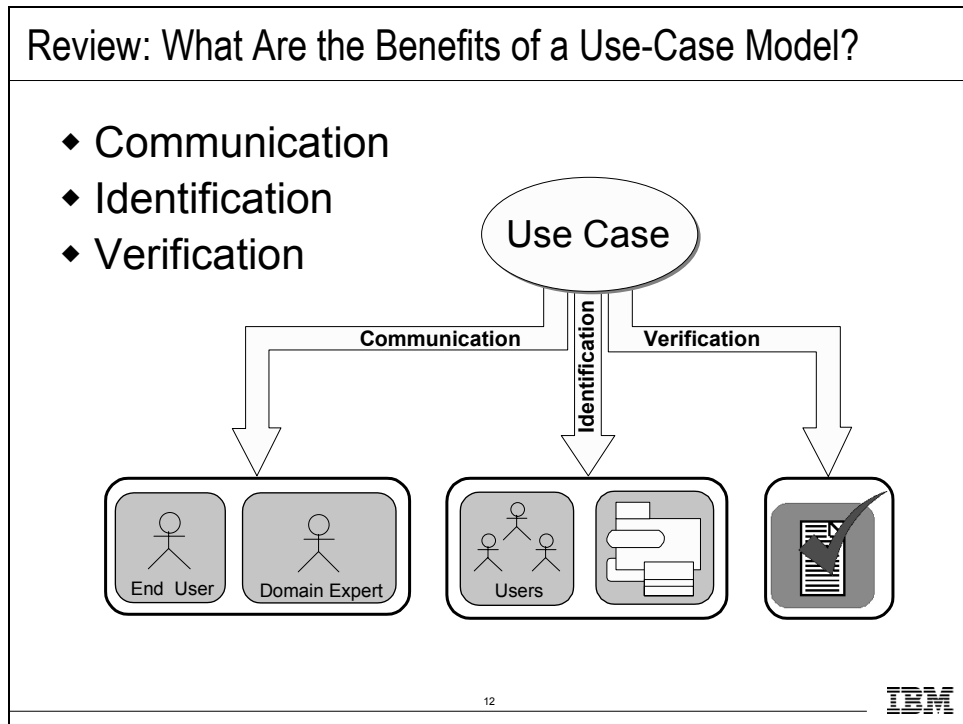 Review: What Are the Benefits of a Use-Case Model?
◆ Communication
◆ Identification
◆ Verification
Use Case
Communication
Identification
Verification
End User
Domain Expert
Users
12
IBM